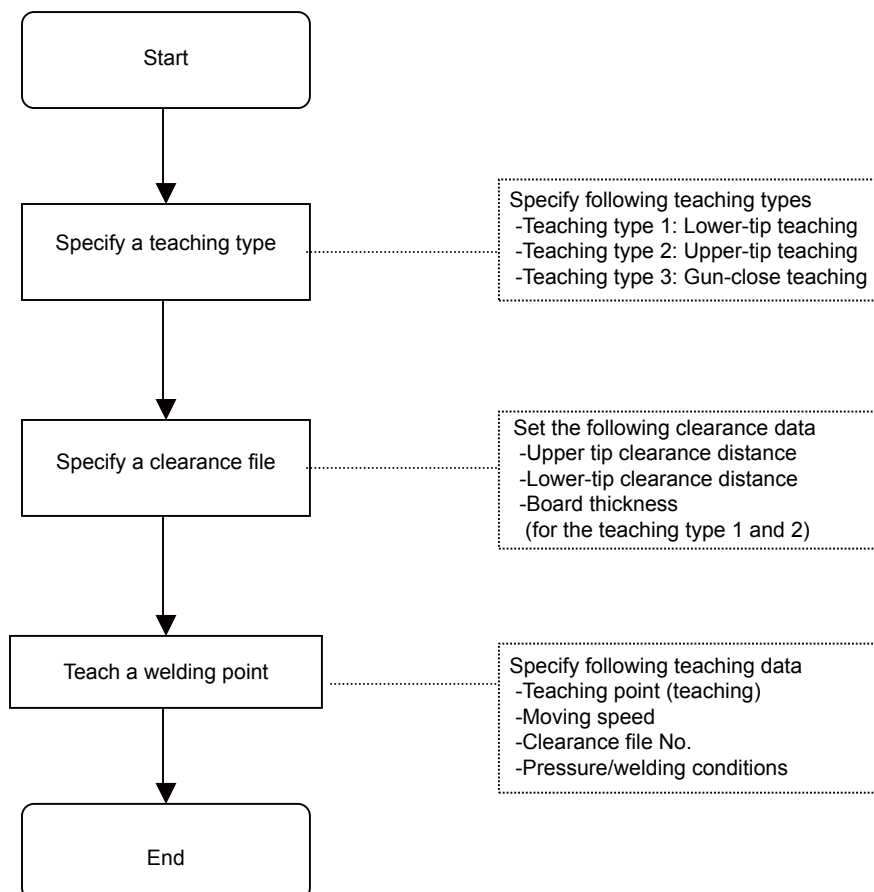 Start
Specify a teaching type
Specify following teaching types
-Teaching type 1: Lower-tip teaching
-Teaching type 2: Upper-tip teaching
-Teaching type 3: Gun-close teaching
Specify a clearance file
Set the following clearance data
-Upper tip clearance distance
-Lower-tip clearance distance
-Board thickness
(for the teaching type 1 and 2)
Teach a welding point
Specify following teaching data
-Teaching point (teaching)
-Moving speed
-Clearance file No.
-Pressure/welding conditions
End